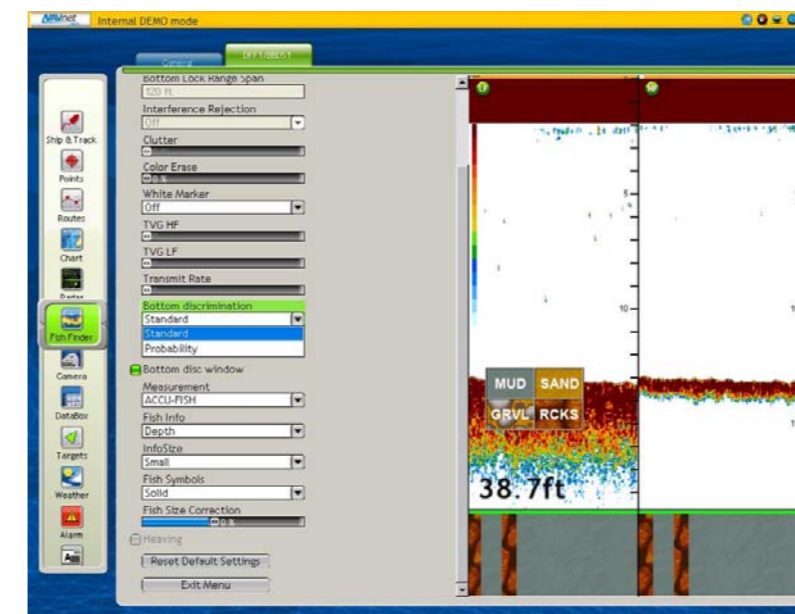 NAVnet
Internal DEMO mode
General
Bottom Lock Range Span
120 ft
Interference Rejection
Off
Clutter
Color Erase
0 %
White Marker
Off
TVG HF
TVG LF
Transmit Rate
Bottom discrimination
Standard
Standard
Probability
Bottom disc window
Measurement
ACCU-FISH
Fish Info
Depth
InfoSize
Small
Fish Symbols
Solid
Fish Size Correction
0 %
Heaving
Reset Default Settings
Exit Menu
Ship & Track
Points
Routes
Chart
Radar
Fish Finder
Camera
DataBox
Targets
Weather
Alarm
5
10
MUD SAND
GRVL RCKS
38.7ft